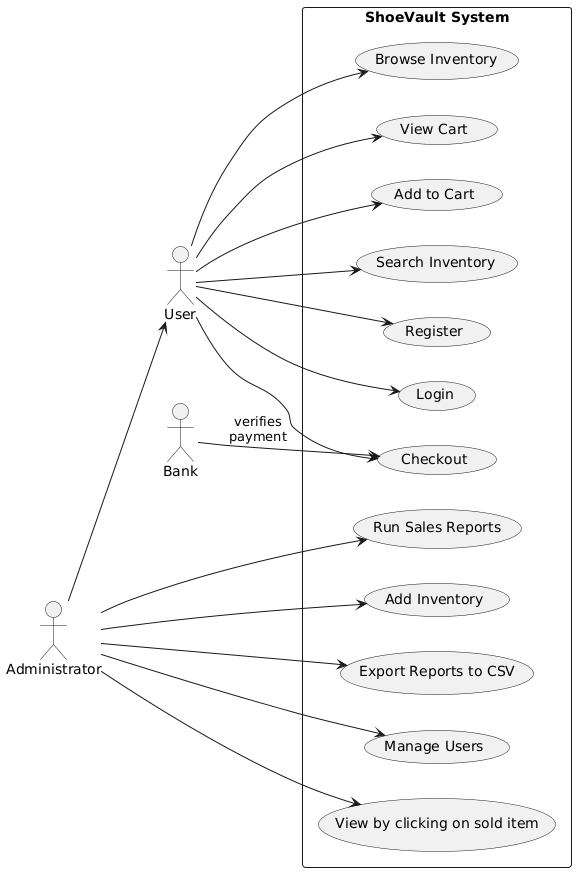 ShoeVault System
Browse Inventory
View Cart
Add to Cart
Search Inventory
User
Register
Login
verifies
payment
Bank
Checkout
Run Sales Reports
Add Inventory
Administrator
Export Reports to CSV
Manage Users
View by clicking on sold item